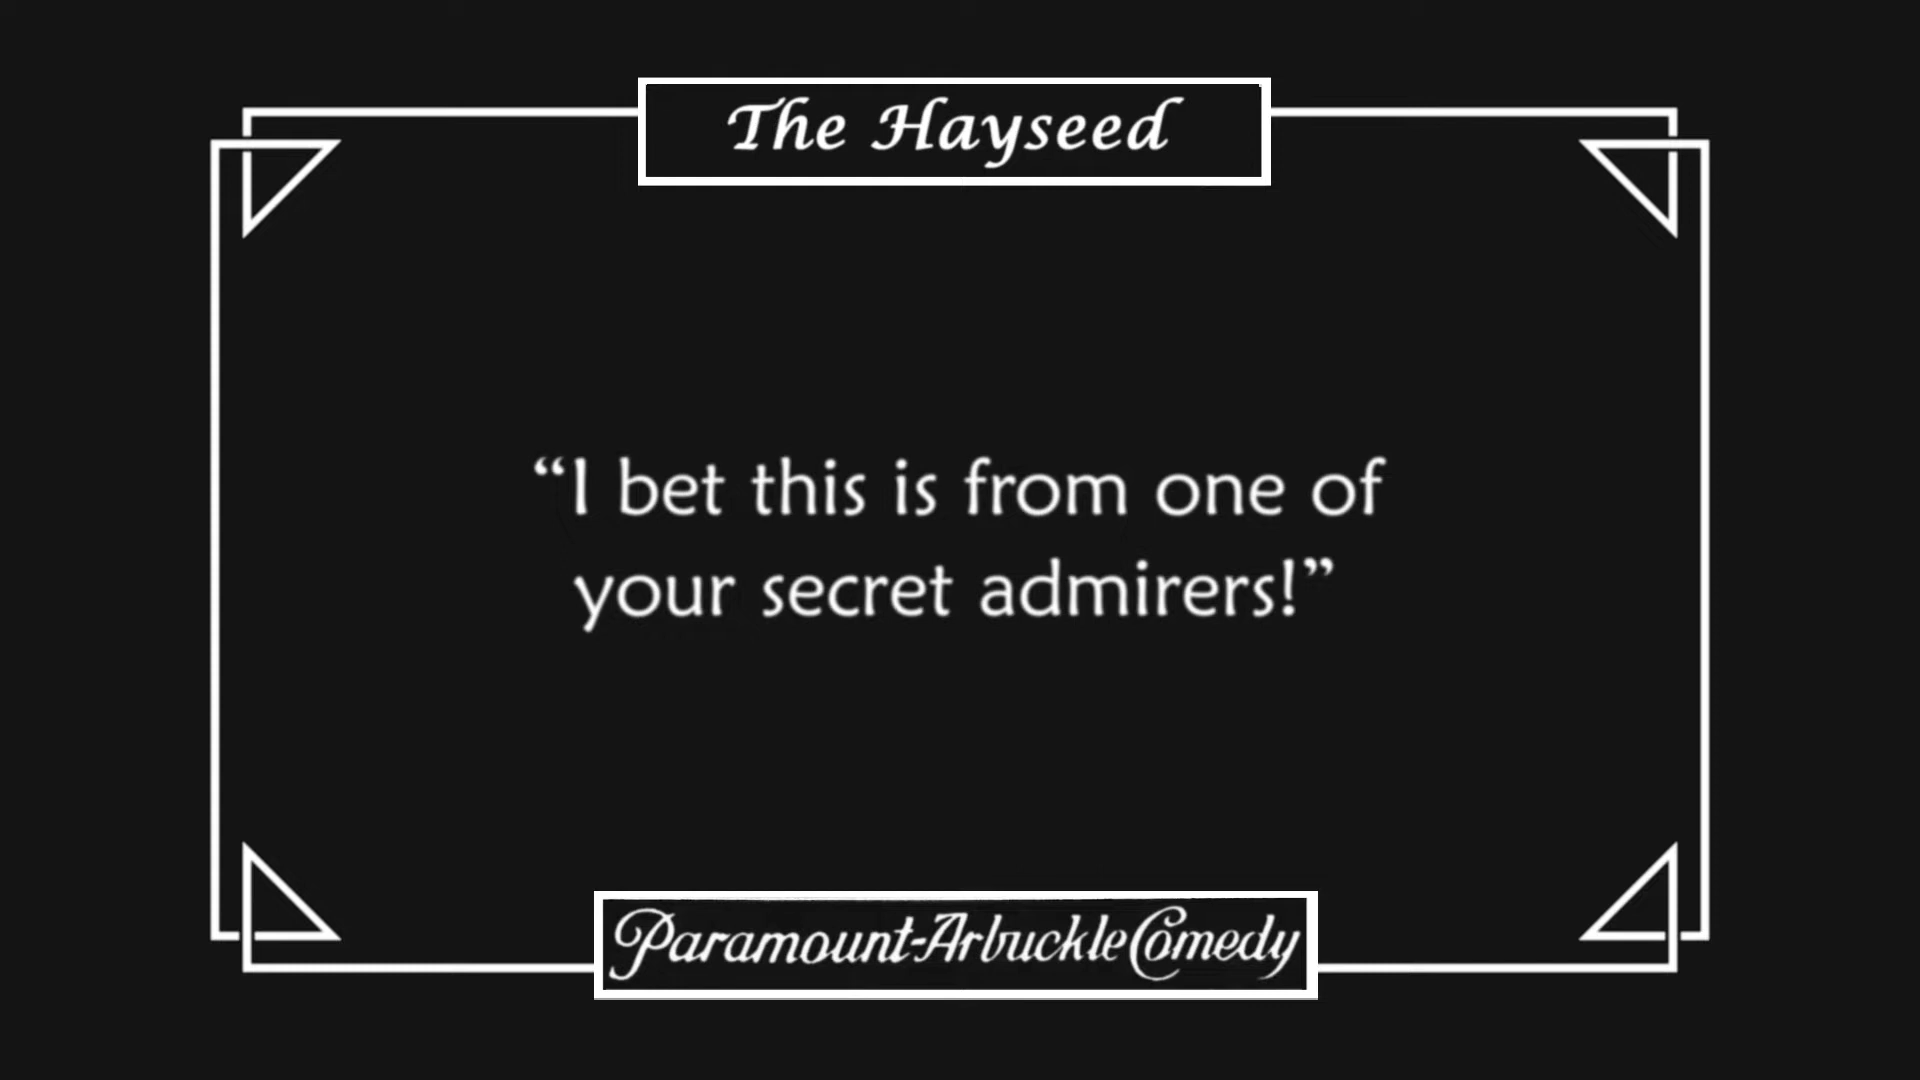 The Hayseed
“I bet this is from one of
your secret admirers!”
Paramount-Arbuckle Comedy